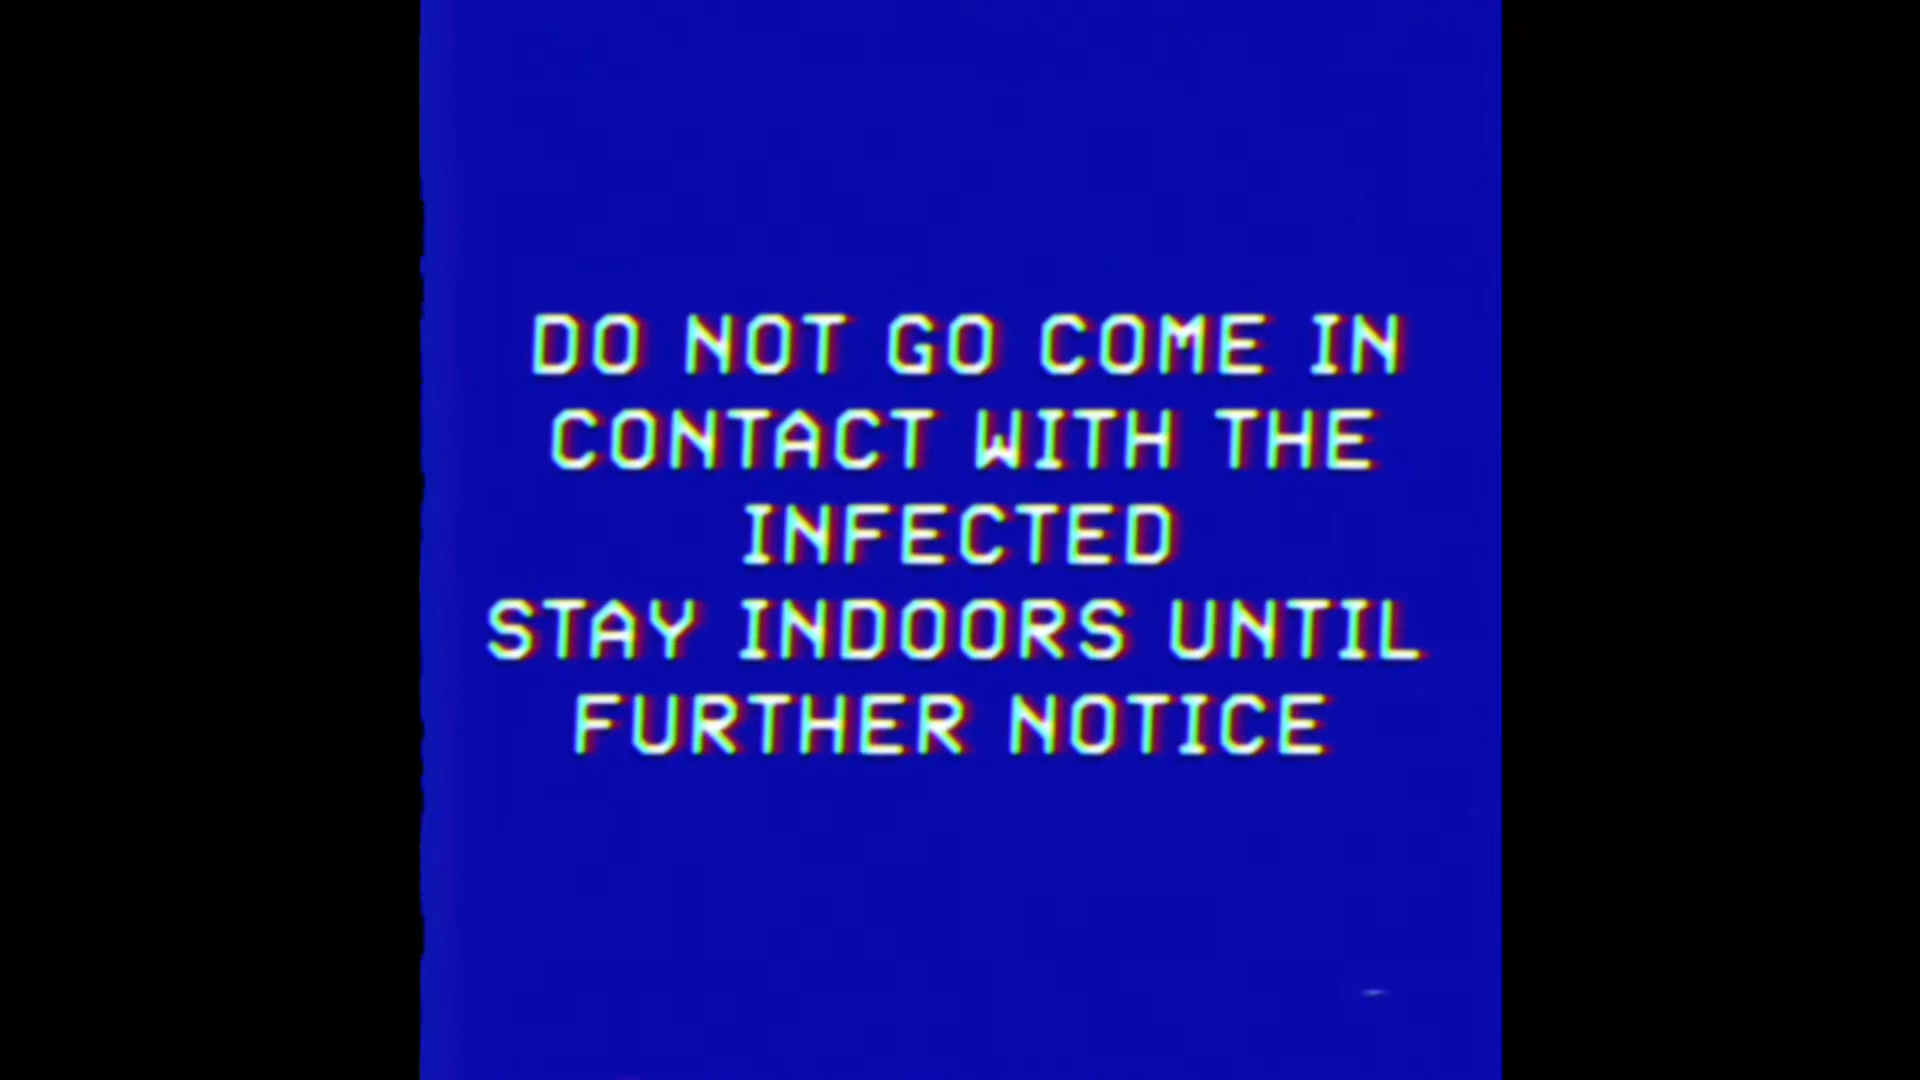 DO NOT GO COME IN
CONTACT WITH THE
INFECTED
STAY INDOORS UNTIL
FURTHER NOTICE